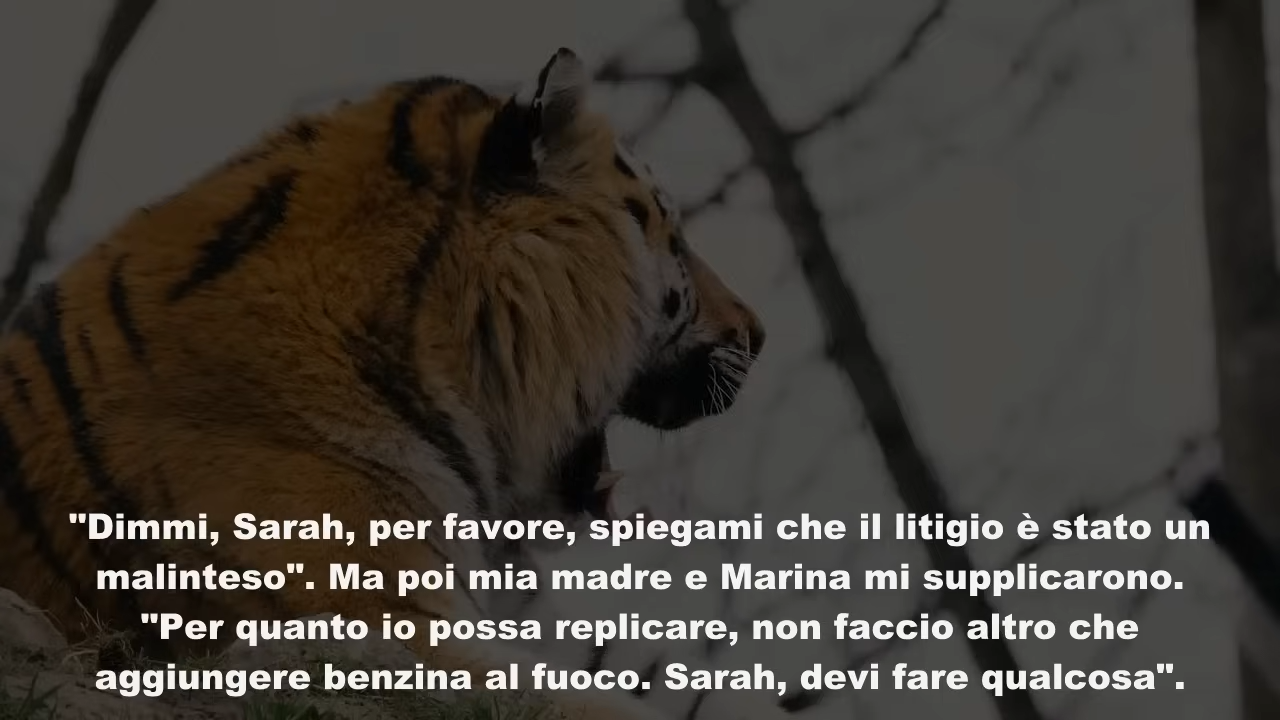 "Dimmi, Sarah, per favore, spiegami che il litigio è stato un
malinteso". Ma poi mia madre e Marina mi supplicarono.
"Per quanto io possa replicare, non faccio altro che
aggiungere benzina al fuoco. Sarah, devi fare qualcosa".